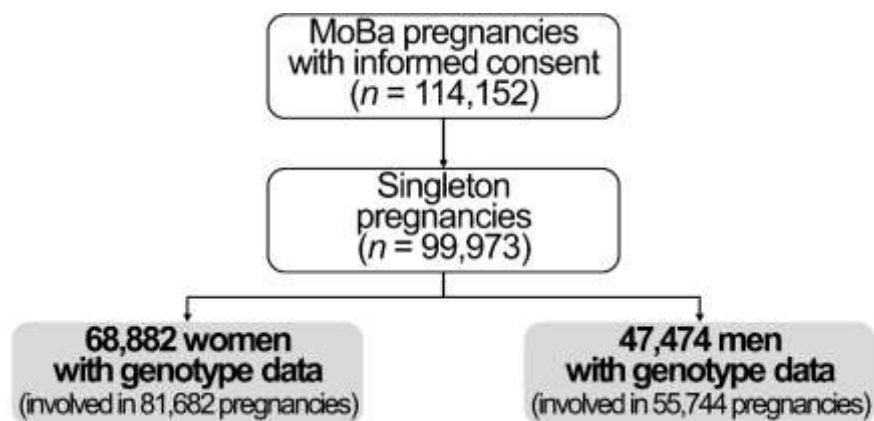 MoBa pregnancies
with informed consent
(n = 114,152)
Singleton
pregnancies
(n = 99,973)
68,882 women
with genotype data
(involved in 81,682 pregnancies)
47,474 men
with genotype data
(involved in 55,744 pregnancies)